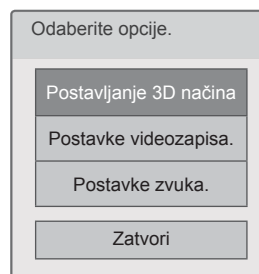 Odaberite opcije.
Postavljanje 3D načina
Postavke videozapisa.
Postavke zvuka.
Zatvori